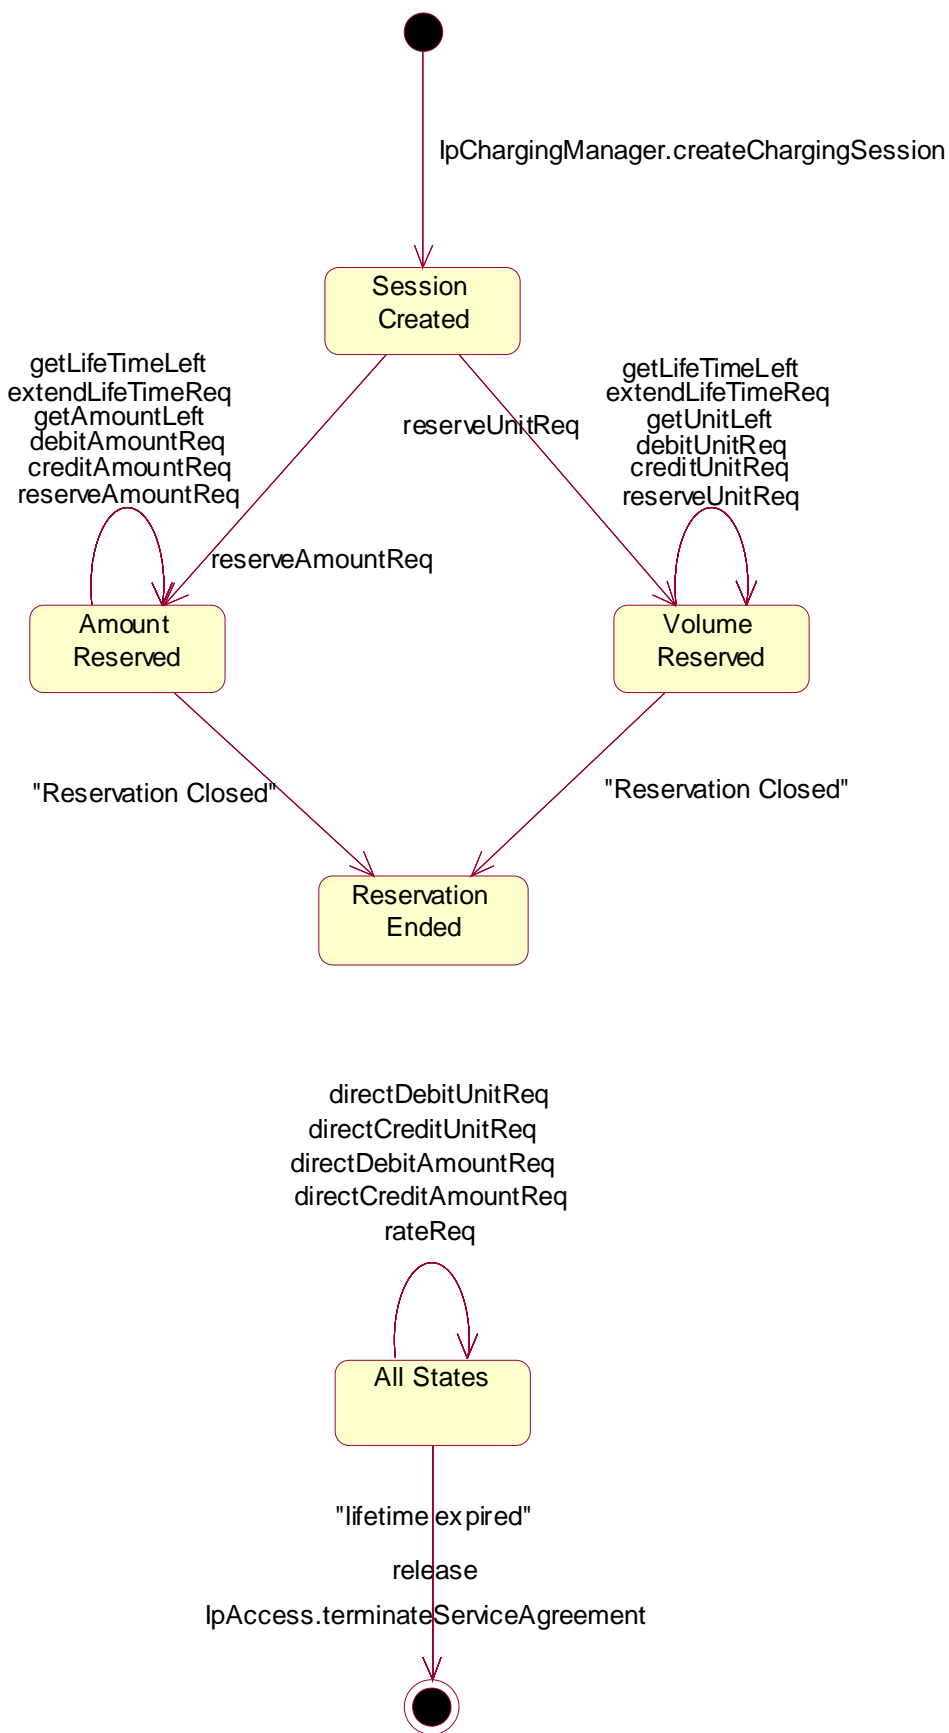 IpChargingManager.createChargingSession
Session
Created
getLifeTimeLeft
extendLifeTimeReq
getAmountLeft
debitAmountReq
creditAmountReq
reserveAmountReq
reserveUnitReq
getLifeTimeLeft
extendLifeTimeReq
getUnitLeft
debitUnitReq
creditUnitReq
reserveUnitReq
reserveAmountReq
Amount
Reserved
Volume
Reserved
"Reservation Closed"
"Reservation Closed"
Reservation
Ended
directDebitUnitReq
directCreditUnitReq
directDebitAmountReq
directCreditAmountReq
rateReq
All States
"lifetime expired"
release
IpAccess.terminateServiceAgreement